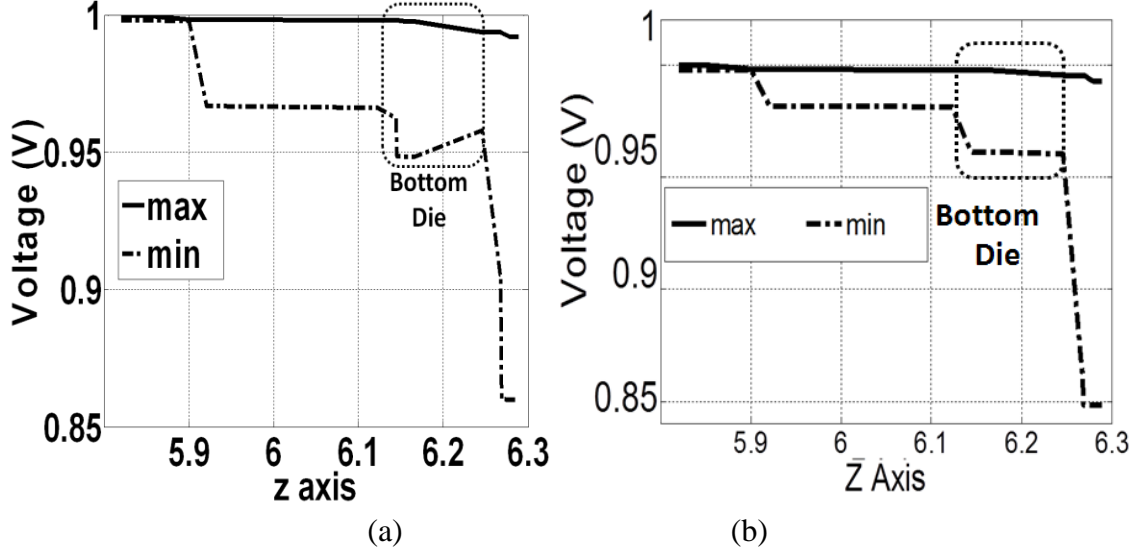 1
0.95
0.9
0.85
Voltage (V)
max
min
Bottom
Die
5.9 6 6.1 6.2 6.3
z axis
(a)
1
0.95
0.9
0.85
Voltage (V)
max min
Bottom
Die
5.9 6 6.1 6.2 6.3
Z Axis
(b)